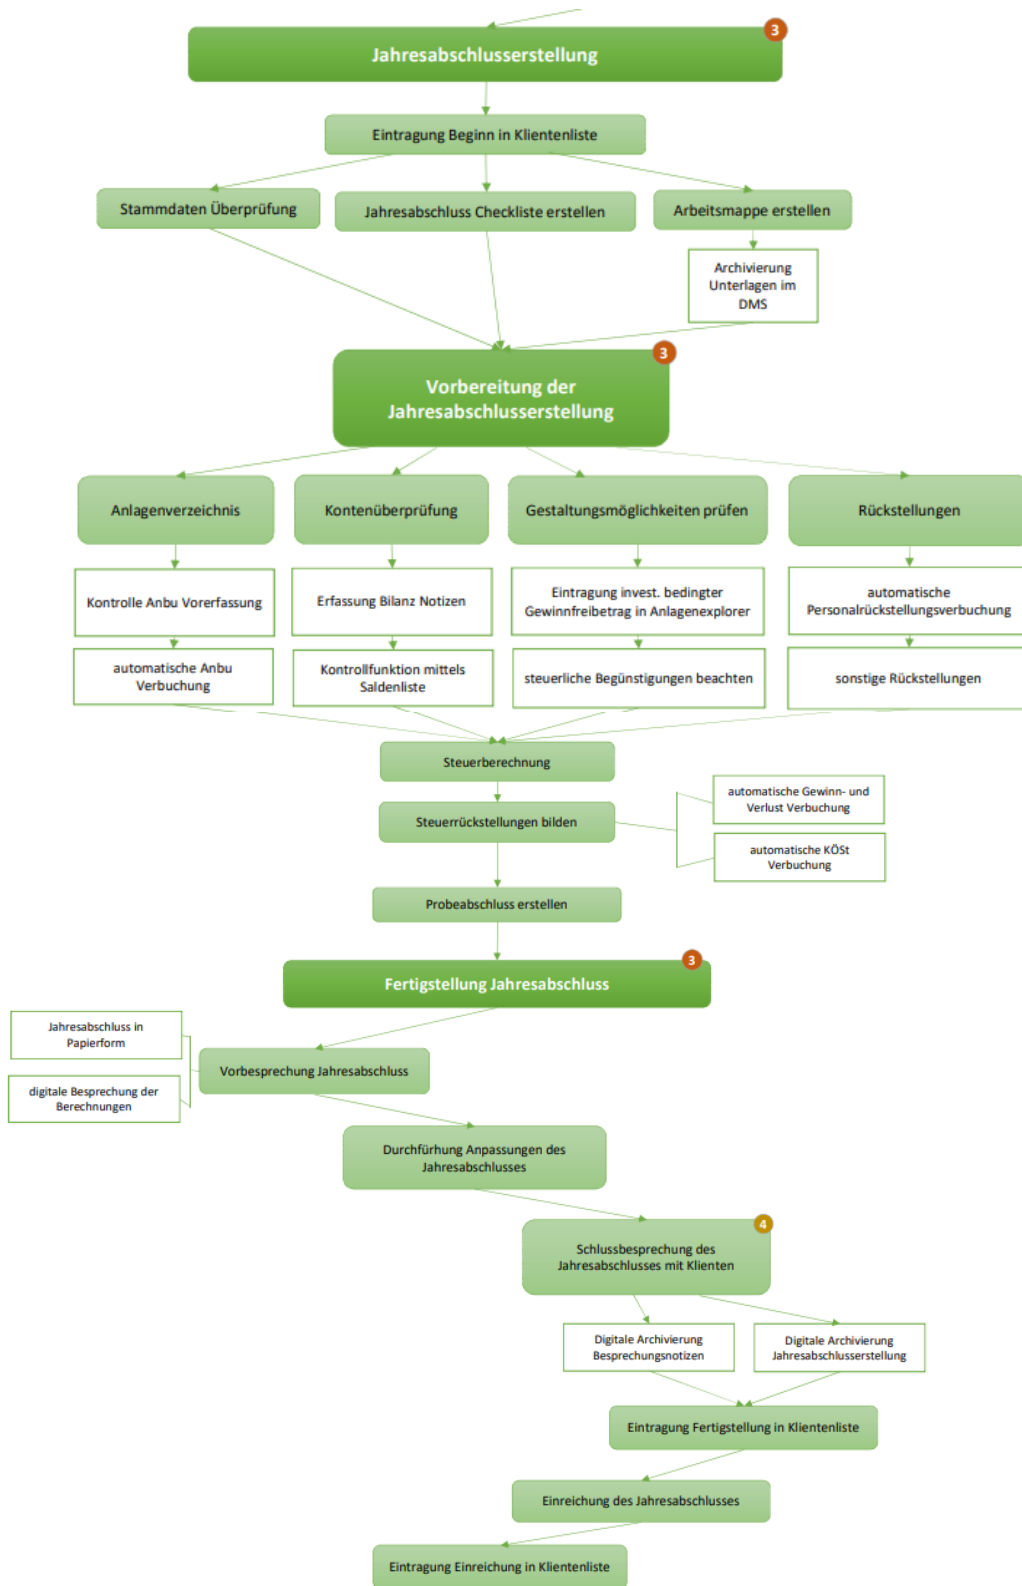 3
Jahresabschlusserstellung
Eintragung Beginn in Klientenliste
Stammdaten Überprüfung
Jahresabschluss Checkliste erstellen
Arbeitsmappe erstellen
Archivierung
Unterlagen im
DMS
3
Vorbereitung der
Jahresabschlusserstellung
Anlagenverzeichnis
Kontenüberprüfung
Gestaltungsmöglichkeiten prüfen
Rückstellungen
Kontrolle Anbu Vorerfassung
Erfassung Bilanz Notizen
Eintragung invest. bedingter
Gewinnfreibetrag in Anlagenexplorer
automatische
Personalrückstellungsverbuchung
automatische Anbu
Verbuchung
Kontrollfunktion mittels
Saldenliste
steuerliche Begünstigungen beachten
sonstige Rückstellungen
Steuerberechnung
Steuerrückstellungen bilden
automatische Gewinn- und
Verlust Verbuchung
automatische KÖSt
Verbuchung
Probeabschluss erstellen
3
Fertigstellung Jahresabschluss
Jahresabschluss in
Papierform
Vorbesprechung Jahresabschluss
digitale Besprechung der
Berechnungen
Durchfürhung Anpassungen des
Jahresabschlusses
4
Schlussbesprechung des
Jahresabschlusses mit Klienten
Digitale Archivierung
Besprechungsnotizen
Digitale Archivierung
Jahresabschlusserstellung
Eintragung Fertigstellung in Klientenliste
Einreichung des Jahresabschlusses
Eintragung Einreichung in Klientenliste